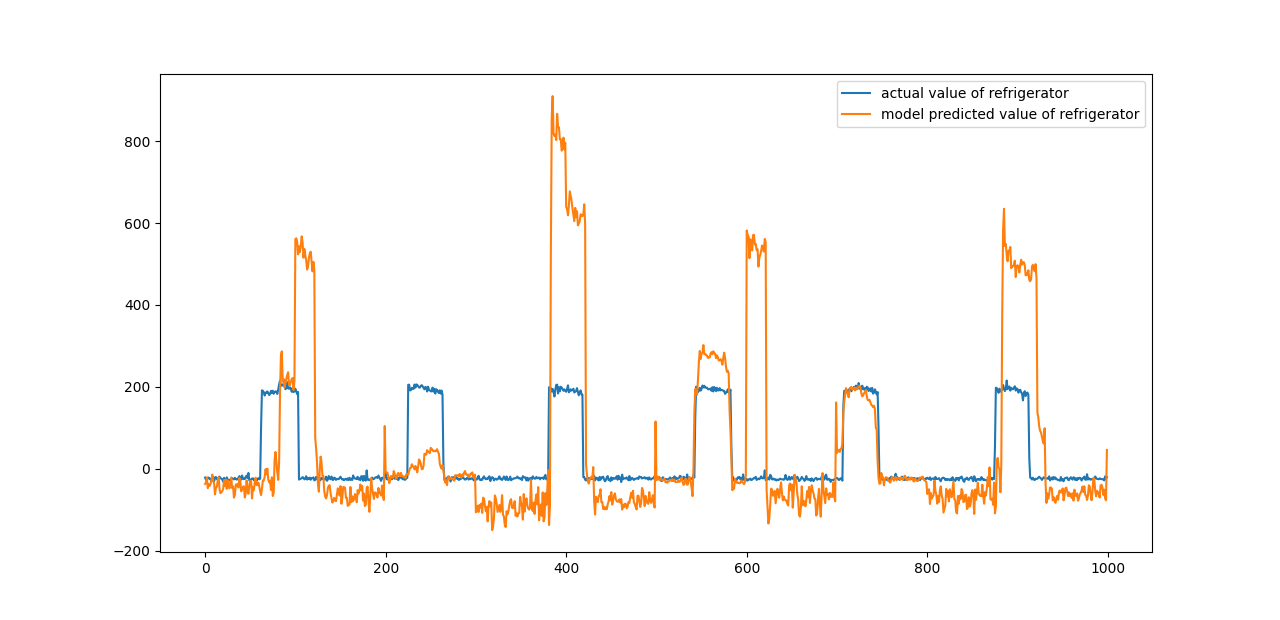 actual value of refrigerator
model predicted value of refrigerator
800
600
400
200
0
−200
0 200 400 600 800 1000